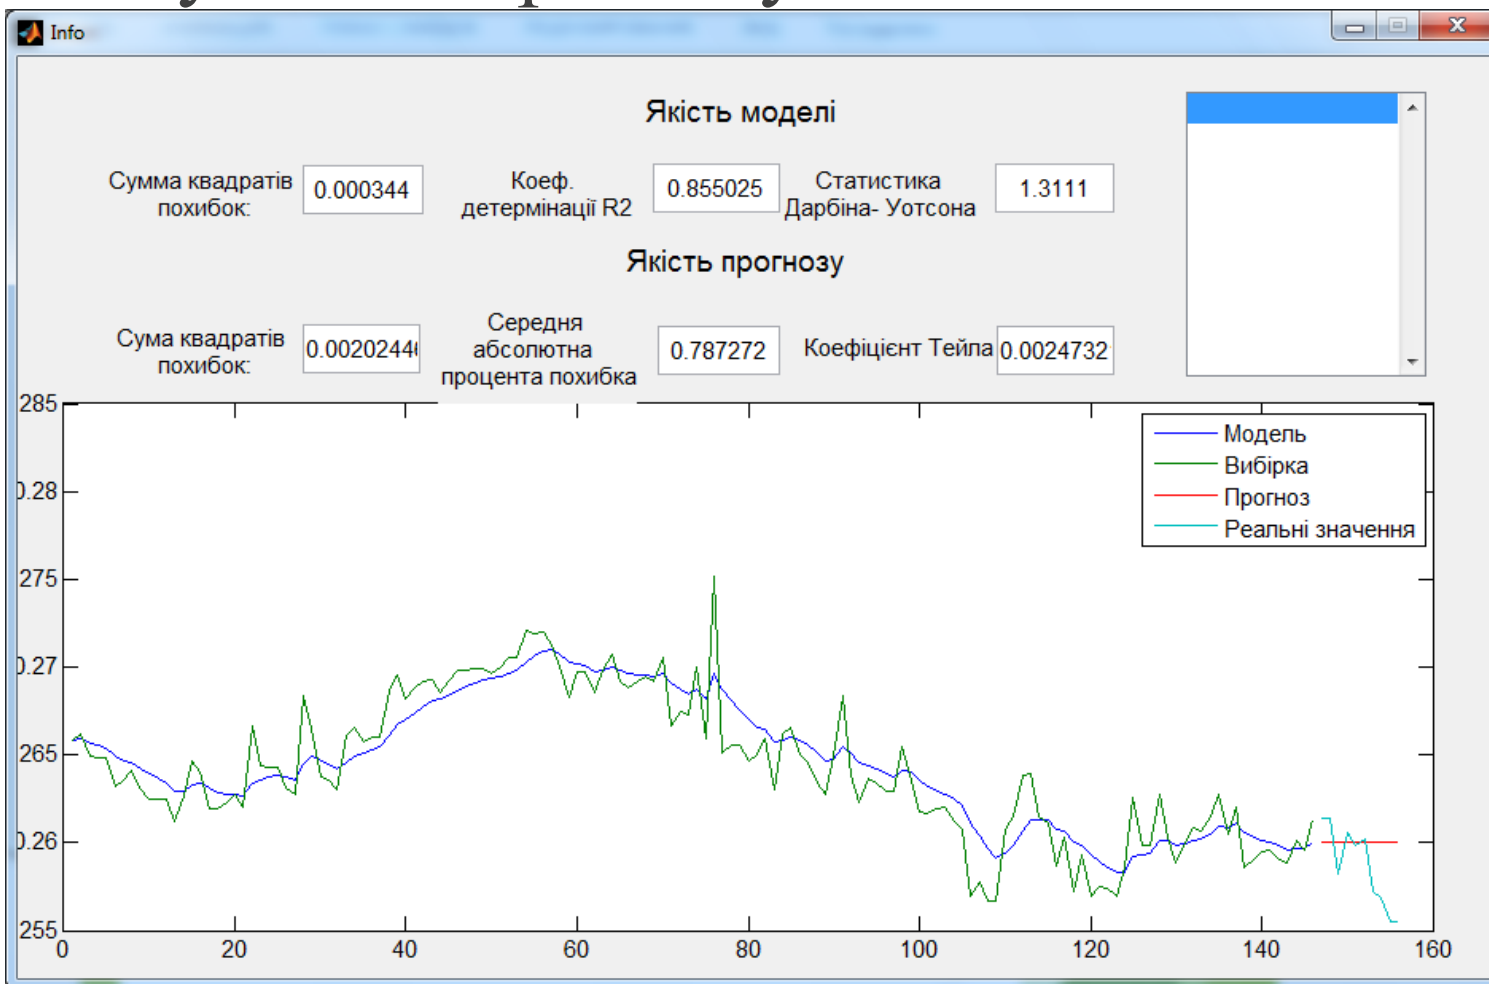 Info
Якість моделі
Сумма квадратів
похибок:
0.000344
Коеф.
детермінації R2
0.855025
Статистика
Дарбіна- Уотсона
1.3111
Якість прогнозу
Сума квадратів
похибок:
0.0020244
Середня
абсолютна
процента похибка
0.787272
Коефіцієнт Тейла
0.0024732
285
0.28
275
0.27
265
0.26
255
0 20 40 60 80 100 120 140 160
Модель
Вибірка
Прогноз
Реальні значення